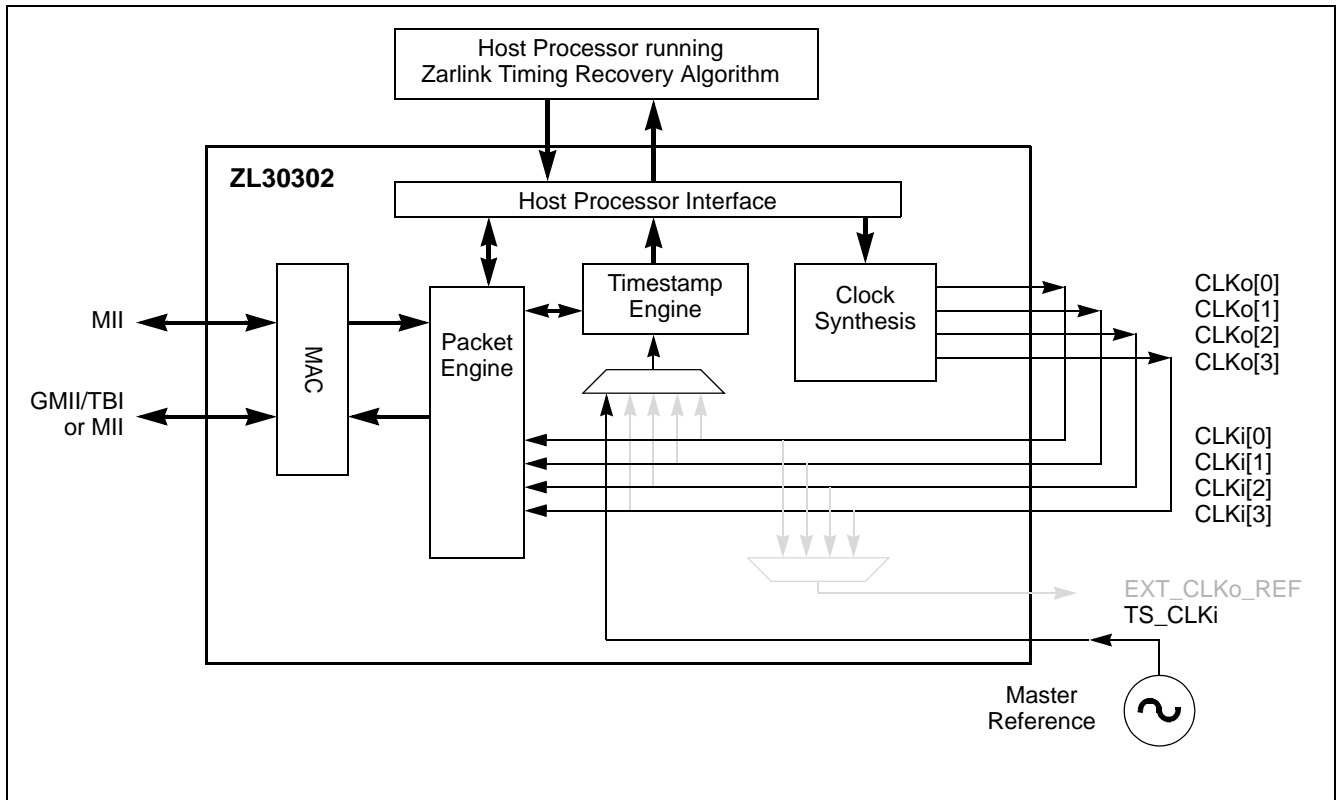 Host Processor running
Zarlink Timing Recovery Algorithm
ZL30302
Host Processor Interface
MII
GMII/TBI
or MII
MAC
Packet
Engine
Timestamp
Engine
Clock
Synthesis
CLKo[0]
CLKo[1]
CLKo[2]
CLKo[3]
CLKi[0]
CLKi[1]
CLKi[2]
CLKi[3]
EXT_CLKo_REF
TS_CLKi
Master
Reference